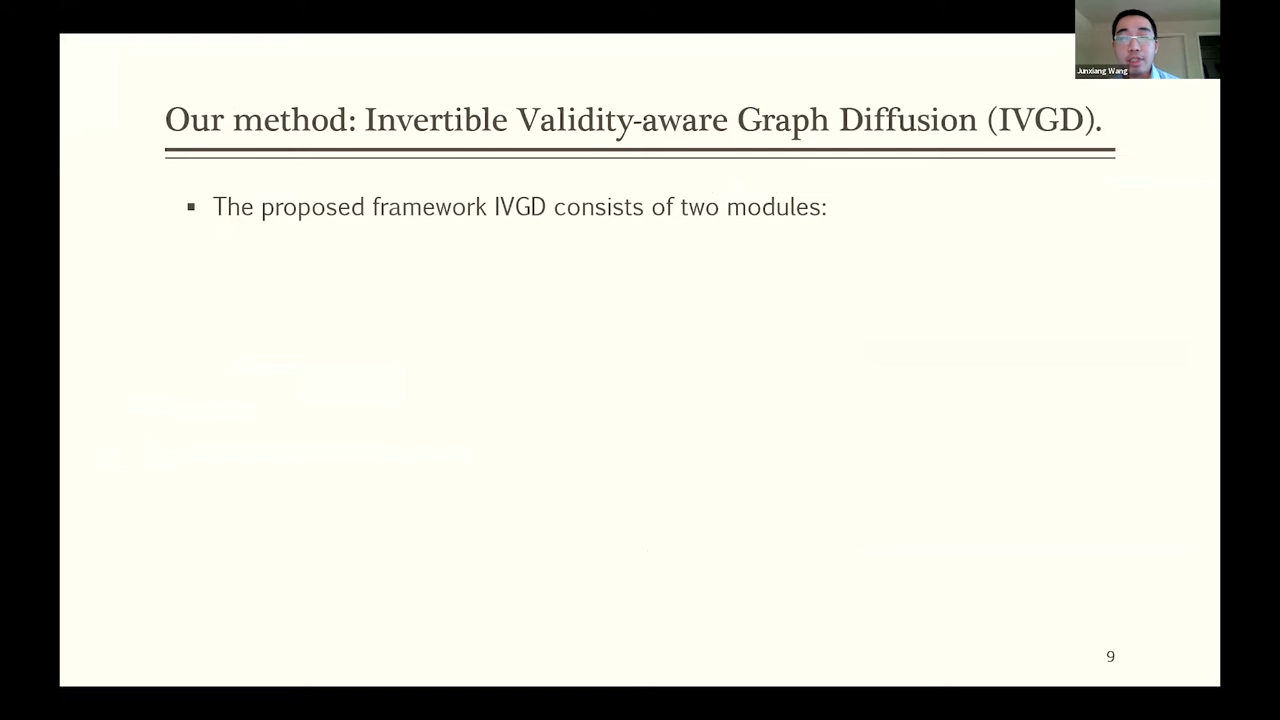 Junxiang Wang
Our method: Invertible Validity-aware Graph Diffusion (IVGD).
▪ The proposed framework IVGD consists of two modules:
9